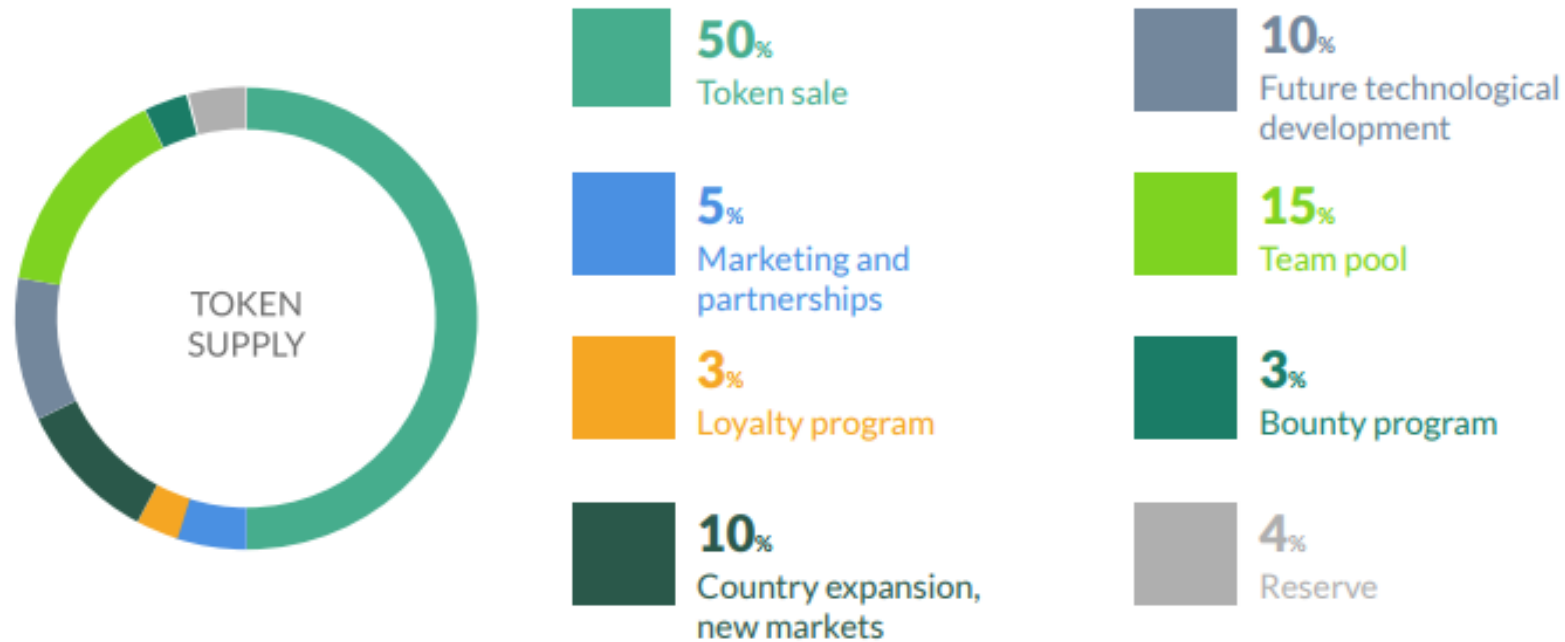 TOKEN
SUPPLY
50%
Token sale
5%
Marketing and
partnerships
3%
Loyalty program
10%
Country expansion,
new markets
10%
Future technological
development
15%
Team pool
3%
Bounty program
4%
Reserve